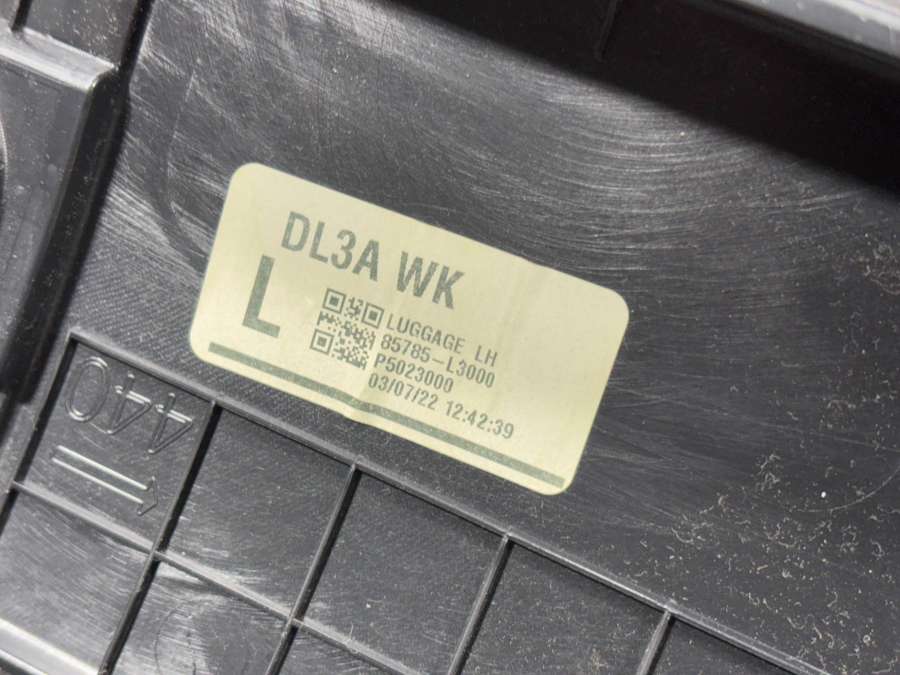 DL3A WK
L
LUGGAGE LH
85785-L3000
P5023000
03/07/22 12:42:39
440